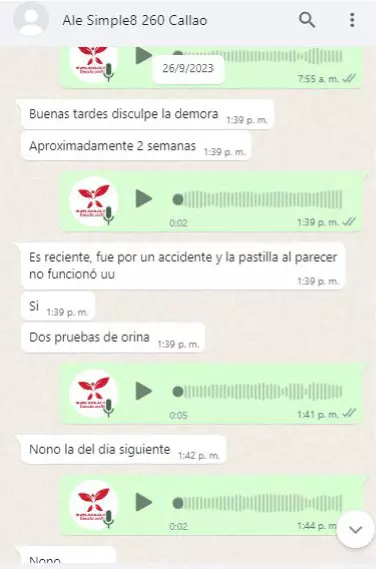 Ale Simple8 260 Callao
7:55 a. m.
26/9/2023
Buenas tardes disculpe la demora 1:39 p. m.
Aproximadamente 2 semanas 1:39 p. m.
0:02 1:39 p. m.
Es reciente, fue por un accidente y la pastilla al parecer
no funcionó uu
1:39 p. m.
Si 1:39 p. m.
Dos pruebas de orina 1:39 p. m.
0:05 1:41 p. m.
Nono la del dia siguiente 1:42 p. m.
0:02 1:44 p. m.
Nono